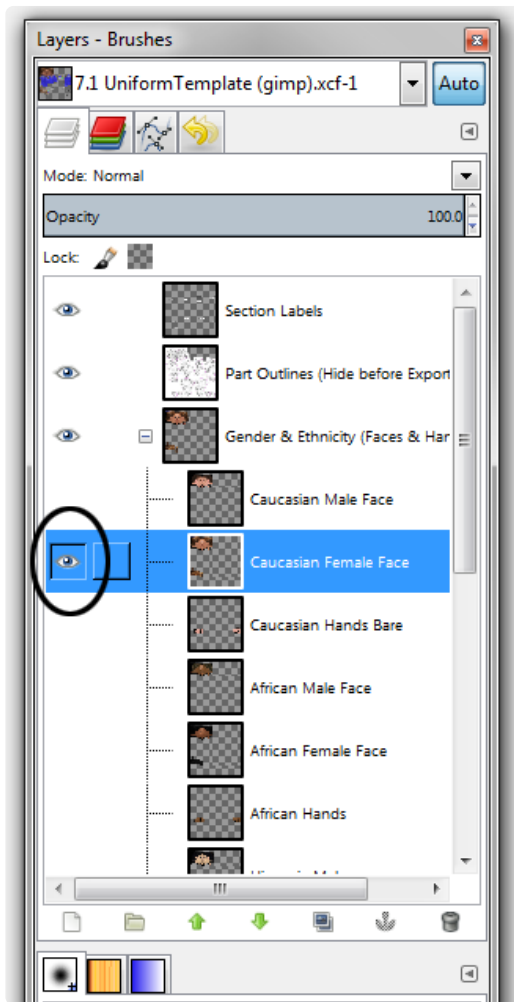 Layers - Brushes
7.1 UniformTemplate (gimp).xcf-1
Auto
Mode: Normal
Opacity 100.0
Lock:
Section Labels
Part Outlines (Hide before Export
Gender & Ethnicity (Faces & Har
Caucasian Male Face
Caucasian Female Face
Caucasian Hands Bare
African Male Face
African Female Face
African Hands